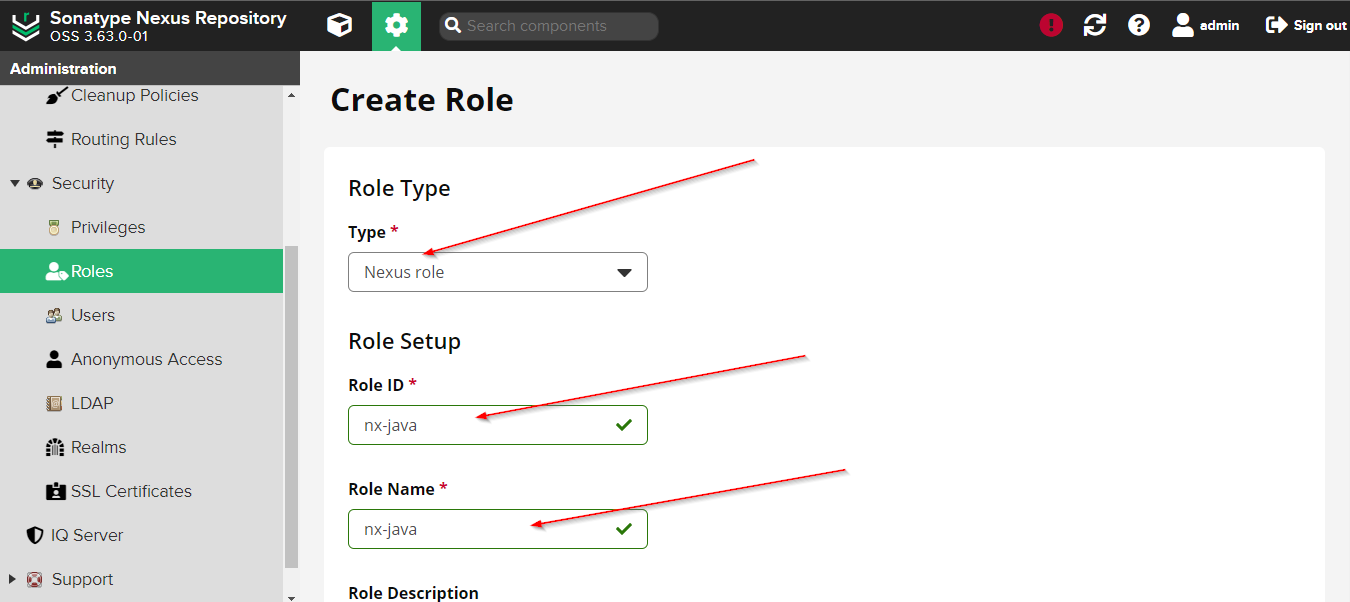 Sonatype Nexus Repository
OSS 3.63.0-01
Search components
admin
Sign out
Administration
Cleanup Policies
Routing Rules
Security
Privileges
Roles
Users
Anonymous Access
LDAP
Realms
SSL Certificates
IQ Server
Support
Create Role
Role Type
Type *
Nexus role
Role Setup
Role ID *
nx-java
Role Name *
nx-java
Role Description